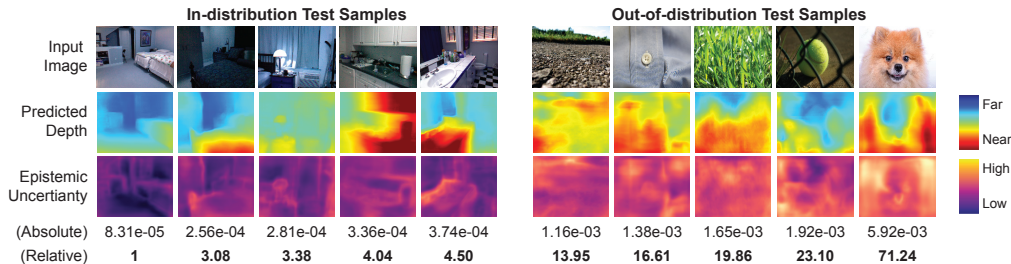 In-distribution Test Samples
Out-of-distribution Test Samples
Input
Image
Predicted
Depth
Far
Near
Epistemic
Uncertianty
High
Low
(Absolute) 8.31e-05 2.56e-04 2.81e-04 3.36e-04 3.74e-04 1.16e-03 1.38e-03 1.65e-03 1.92e-03 5.92e-03
(Relative) 1 3.08 3.38 4.04 4.50 13.95 16.61 19.86 23.10 71.24